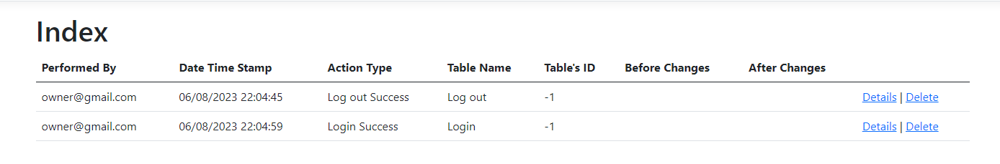 Index
Performed By Date Time Stamp Action Type Table Name Table's ID Before Changes After Changes
owner@gmail.com 06/08/2023 22:04:45 Log out Success Log out -1 Details | Delete
owner@gmail.com 06/08/2023 22:04:59 Login Success Login -1 Details | Delete